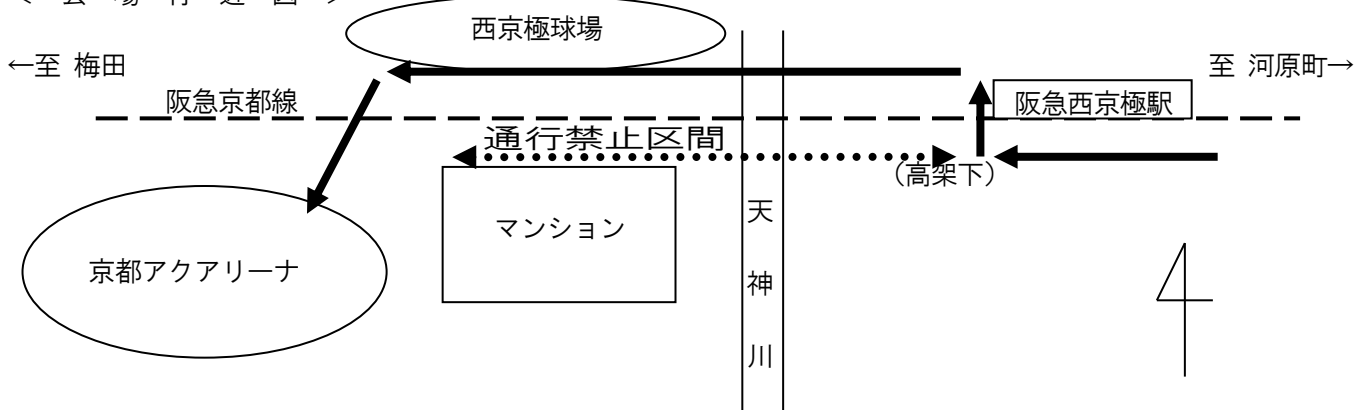 西京極球場
←至 梅田
至 河原町→
阪急京都線
阪急西京極駅
通行禁止区間
（高架下）
マンション
天神川
京都アクアリーナ